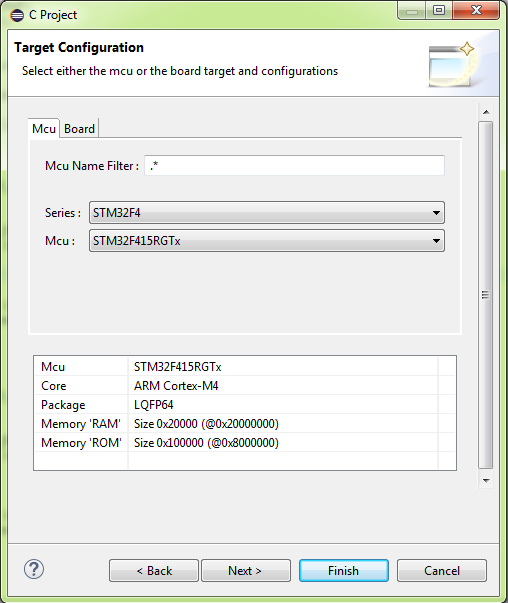 C Project
Target Configuration
Select either the mcu or the board target and configurations
Mcu Board
Mcu Name Filter : .*
Series : STM32F4
Mcu : STM32F415RGTx
Mcu STM32F415RGTx
Core ARM Cortex-M4
Package LQFP64
Memory 'RAM' Size 0x20000 (@0x20000000)
Memory 'ROM' Size 0x100000 (@0x8000000)
? < Back Next > Finish Cancel